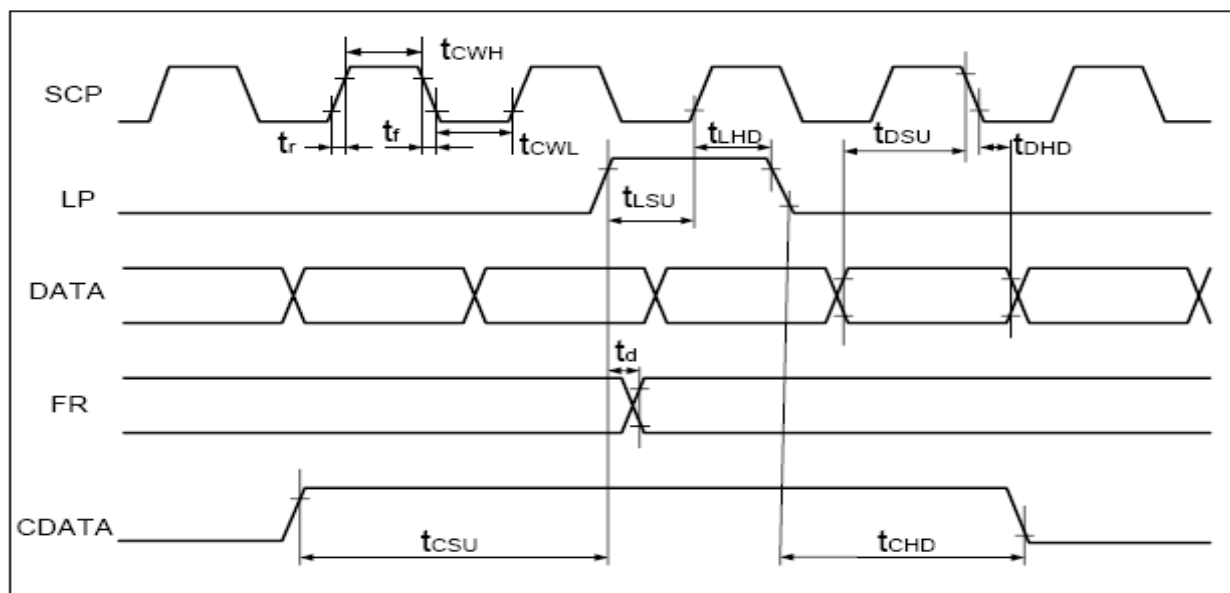 tCWH
SCP
tr
tf
tCWL
tLHD
tDSU
tDHD
LP
tLSU
DATA
td
FR
CDATA
tCSU
tCHD